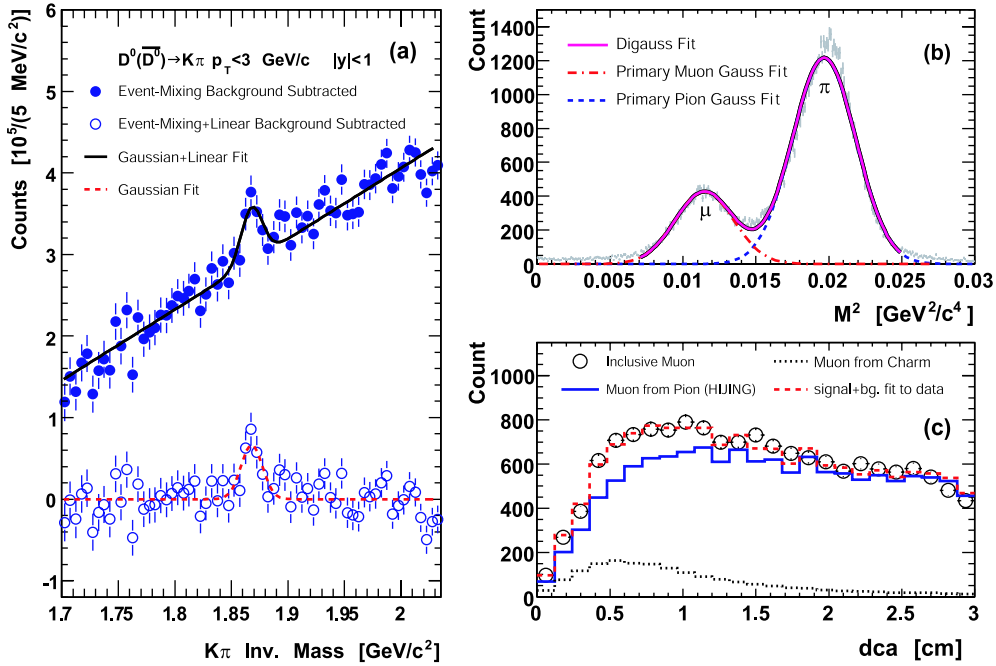 Counts [10⁵/(5 MeV/c²)]
(a)
D⁰(D̅⁰)→Kπ p_T<3 GeV/c |y|<1
Event-Mixing Background Subtracted
Event-Mixing+Linear Background Subtracted
Gaussian+Linear Fit
Gaussian Fit
6
5
4
3
2
1
0
-1
1.7 1.75 1.8 1.85 1.9 1.95 2
Kπ Inv. Mass [GeV/c²]
Count
(b)
Digauss Fit
Primary Muon Gauss Fit
Primary Pion Gauss Fit
π
μ
1400
1200
1000
800
600
400
200
0
0 0.005 0.01 0.015 0.02 0.025 0.03
M² [GeV²/c⁴]
Count
Inclusive Muon
Muon from Charm
Muon from Pion (HIJING)
signal+bg. fit to data
(c)
1000
800
600
400
200
0
0 0.5 1 1.5 2 2.5 3
dca [cm]